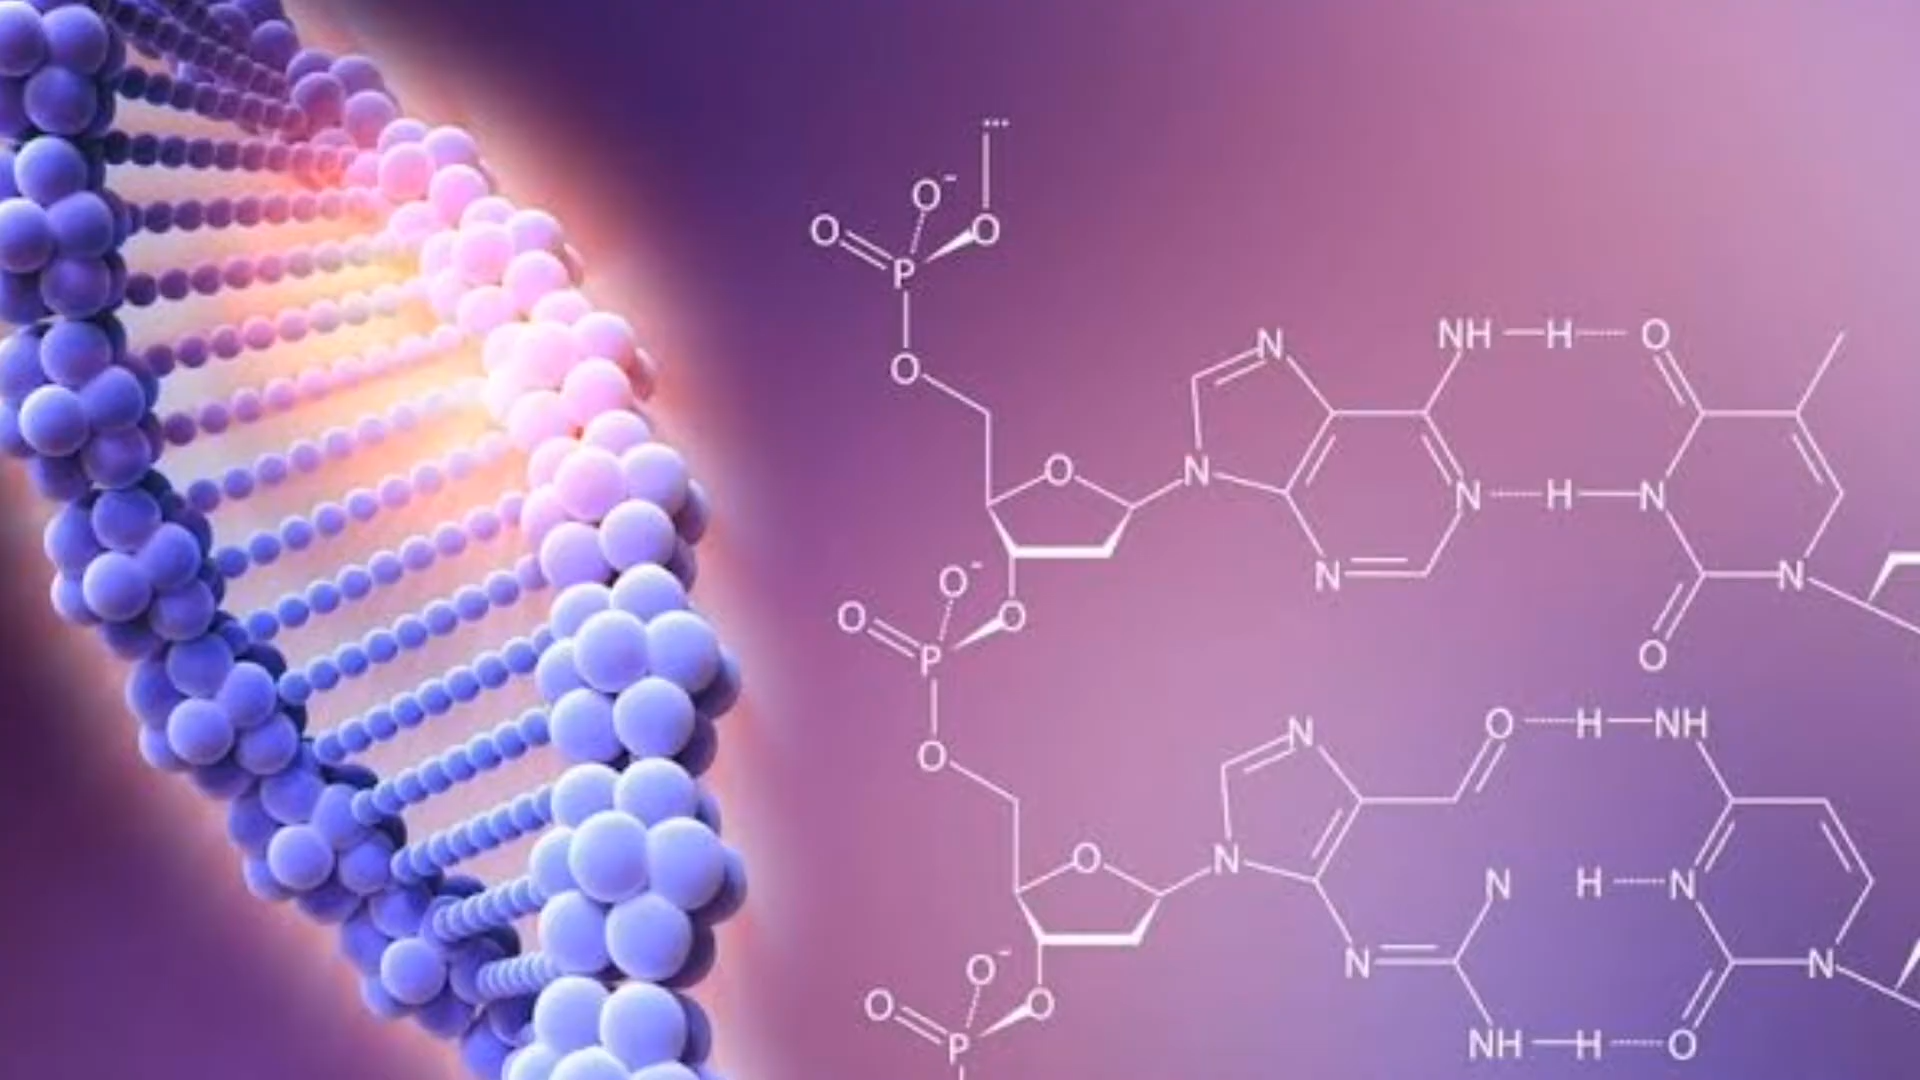 ...
O⁻
O O
P
O
N NH H O
O N N H N
N N
O⁻
O O O
P
N O H NH
O
O N N H N
N N
O⁻
O O
P NH H O